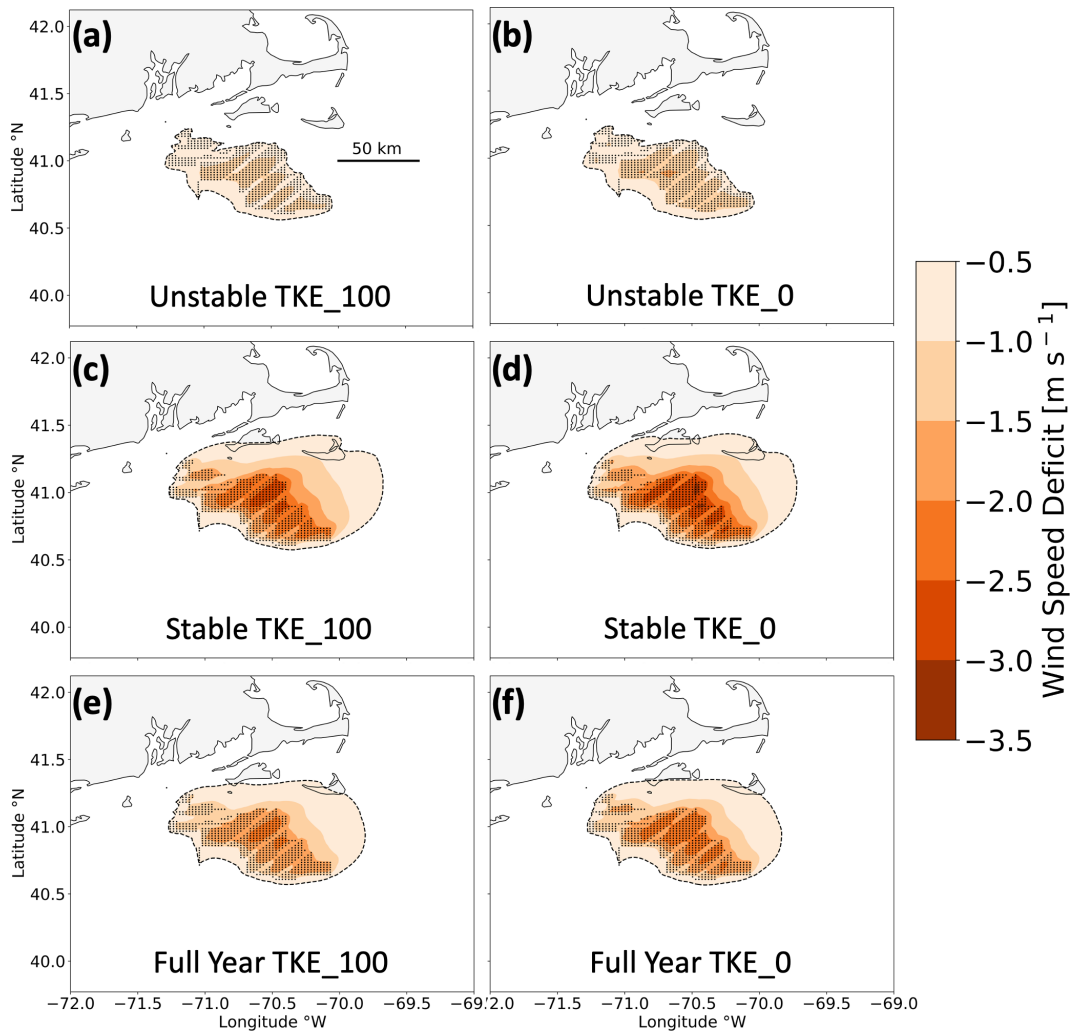 (a)
(b)
42.0
41.5
41.0
40.5
40.0
Latitude °N
50 km
Unstable TKE_100
Unstable TKE_0
(c)
(d)
42.0
41.5
41.0
40.5
40.0
Latitude °N
Stable TKE_100
Stable TKE_0
(e)
(f)
42.0
41.5
41.0
40.5
40.0
Latitude °N
Full Year TKE_100
Full Year TKE_0
−72.0 −71.5 −71.0 −70.5 −70.0 −69.5 −69.
−72.0 −71.5 −71.0 −70.5 −70.0 −69.5 −69.0
Longitude °W
Longitude °W
−0.5
−1.0
−1.5
−2.0
−2.5
−3.0
−3.5
Wind Speed Deficit [m s−1]